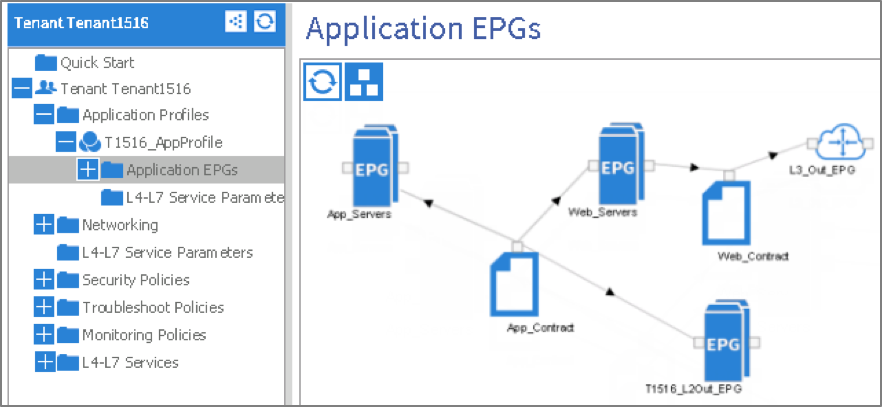 Tenant Tenant1516
Quick Start
Tenant Tenant1516
Application Profiles
T1516_AppProfile
Application EPGs
L4-L7 Service Paramete
Networking
L4-L7 Service Parameters
Security Policies
Troubleshoot Policies
Monitoring Policies
L4-L7 Services
Application EPGs
EPG
App_Servers
EPG
Web_Servers
L3_Out_EPG
Web_Contract
App_Contract
EPG
T1516_L2Out_EPG